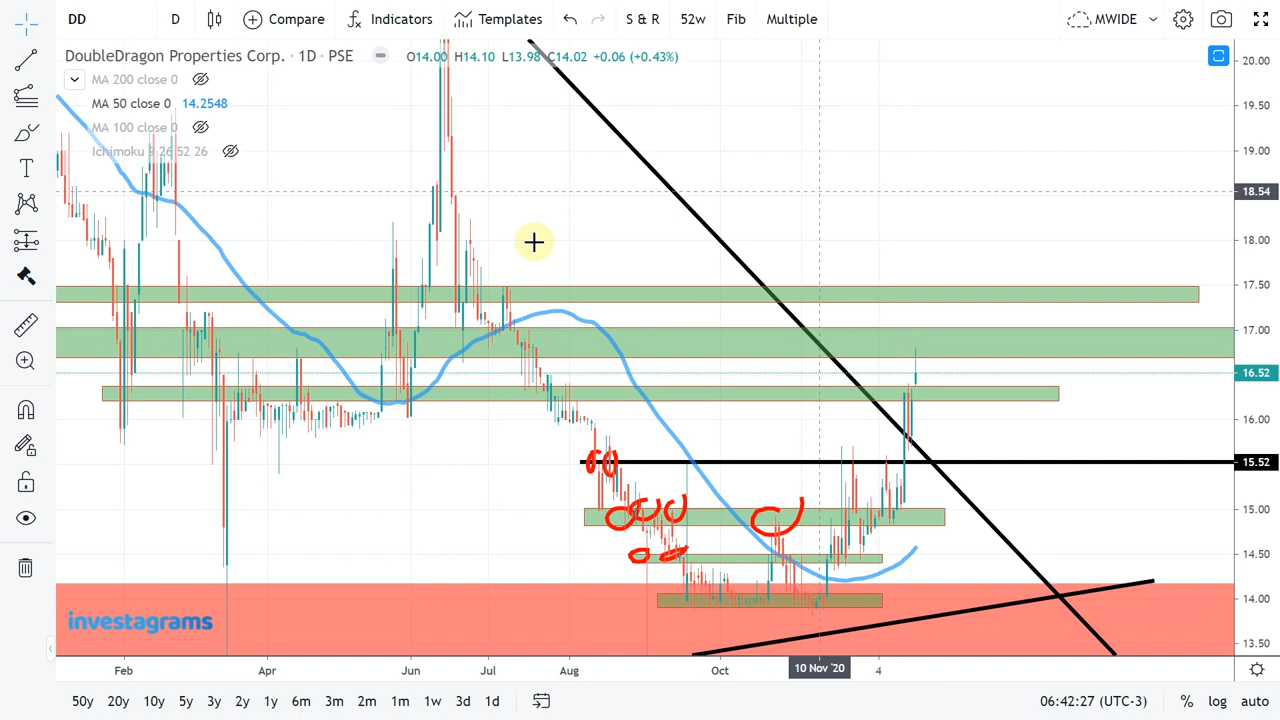 DD D Compare Indicators Templates S & R 52w Fib Multiple MWIDE
DoubleDragon Properties Corp. · 1D · PSE O14.00 H14.10 L13.98 C14.02 +0.06 (+0.43%)
MA 200 close 0
MA 50 close 0 14.2548
MA 100 close 0
Ichimoku 9 26 52 26
20.00
19.50
19.00
18.54
18.00
17.50
17.00
16.52
16.00
15.52
15.00
14.50
14.00
13.50
investagrams
Feb Apr Jun Jul Aug Oct 10 Nov '20 4
50y 20y 10y 5y 3y 2y 1y 6m 3m 2m 1m 1w 3d 1d 06:42:27 (UTC-3) % log auto